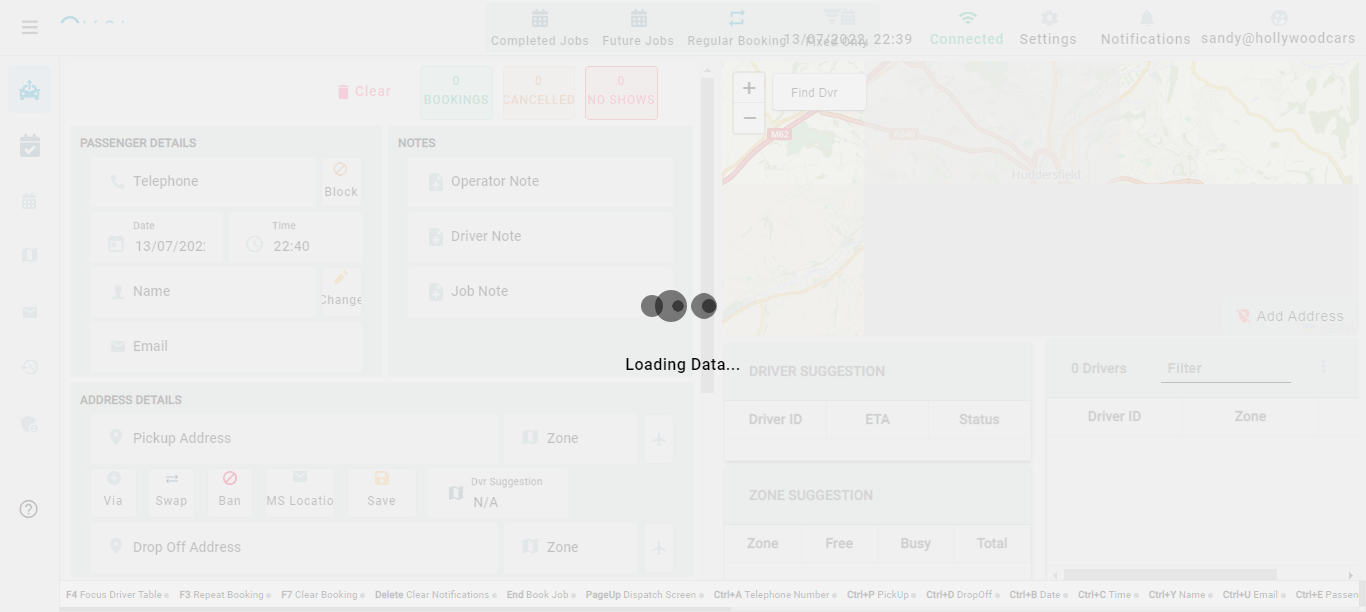 Completed Jobs
Future Jobs
Regular Booking
Fixed Only
13/07/2022, 22:39
Connected
Settings
Notifications
sandy@hollywoodcars
Clear
0
BOOKINGS
0
CANCELLED
0
NO SHOWS
+
Find Dvr
−
M62
Huddersfield
PASSENGER DETAILS
Telephone
Block
Date
13/07/202
Time
22:40
Name
Change
Email
NOTES
Operator Note
Driver Note
Job Note
Loading Data...
Add Address
ADDRESS DETAILS
Pickup Address
Zone
Via
Swap
Ban
MS Locatio
Save
Dvr Suggestion
N/A
Drop Off Address
Zone
DRIVER SUGGESTION
Driver ID ETA Status
ZONE SUGGESTION
Zone Free Busy Total
0 Drivers
Filter
Driver ID Zone
F4 Focus Driver Table F3 Repeat Booking F7 Clear Booking Delete Clear Notifications End Book Job PageUp Dispatch Screen Ctrl+A Telephone Number Ctrl+P PickUp Ctrl+D DropOff Ctrl+B Date Ctrl+C Time Ctrl+Y Name Ctrl+U Email Ctrl+E Passen